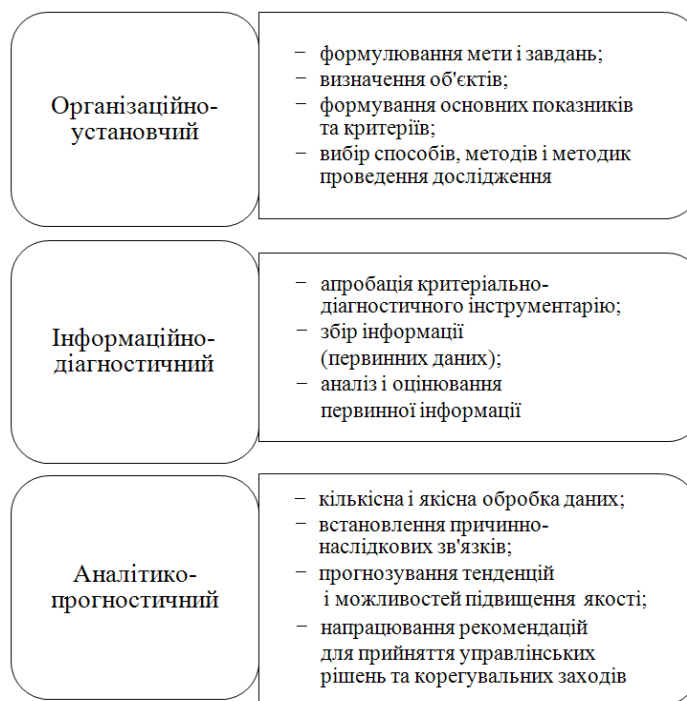 Організаційно-
установчий
− формулювання мети і завдань;
− визначення об'єктів;
− формування основних показників
та критеріїв;
− вибір способів, методів і методик
проведення дослідження
Інформаційно-
діагностичний
− апробація критеріально-
діагностичного інструментарію;
− збір інформації
(первинних даних);
− аналіз і оцінювання
первинної інформації
Аналітико-
прогностичний
− кількісна і якісна обробка даних;
− встановлення причинно-
наслідкових зв'язків;
− прогнозування тенденцій
і можливостей підвищення якості;
− напрацювання рекомендацій
для прийняття управлінських
рішень та корегувальних заходів